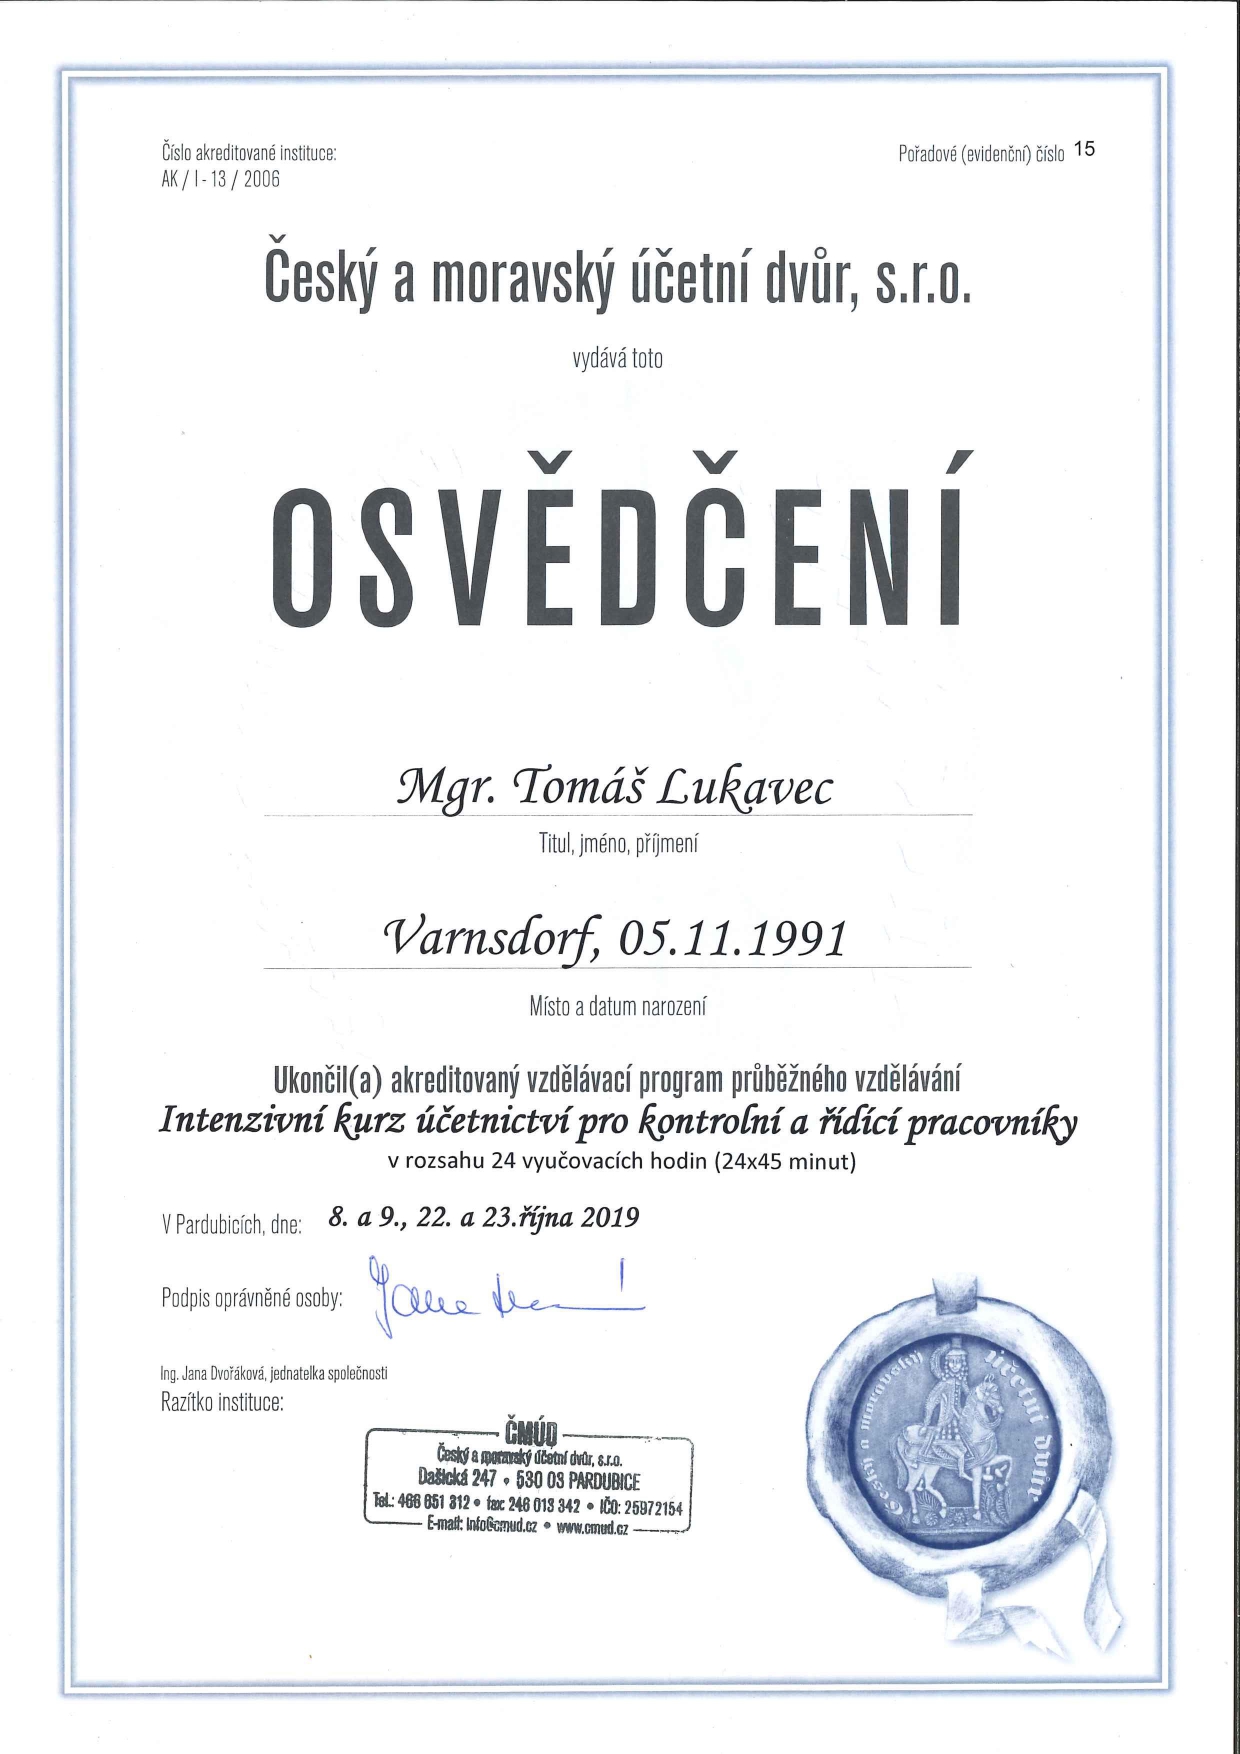 Číslo akreditované instituce:
AK / I - 13 / 2006
Pořadové (evidenční) číslo 15
Český a moravský účetní dvůr, s.r.o.
vydává toto
OSVĚDČENÍ
Mgr. Tomáš Lukavec
Titul, jméno, příjmení
Varnsdorf, 05.11.1991
Místo a datum narození
Ukončil(a) akreditovaný vzdělávací program průběžného vzdělávání
Intenzivní kurz účetnictví pro kontrolní a řídící pracovníky
v rozsahu 24 vyučovacích hodin (24x45 minut)
V Pardubicích, dne: 8. a 9., 22. a 23.října 2019
Podpis oprávněné osoby:
Ing. Jana Dvořáková, jednatelka společnosti
Razítko instituce:
ČMÚD
Český a moravský účetní dvůr, s.r.o.
Dašická 247 • 530 03 PARDUBICE
Tel.: 466 651 312 • fax: 246 013 342 • IČO: 25972154
E-mail: info@cmud.cz • www.cmud.cz
Český a moravský účetní dvůr